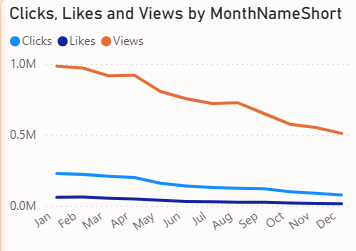 Clicks, Likes and Views by MonthNameShort
Clicks Likes Views
1.0M
0.5M
0.0M
Jan Feb Mar Apr May Jun Jul Aug Sep Oct Nov Dec